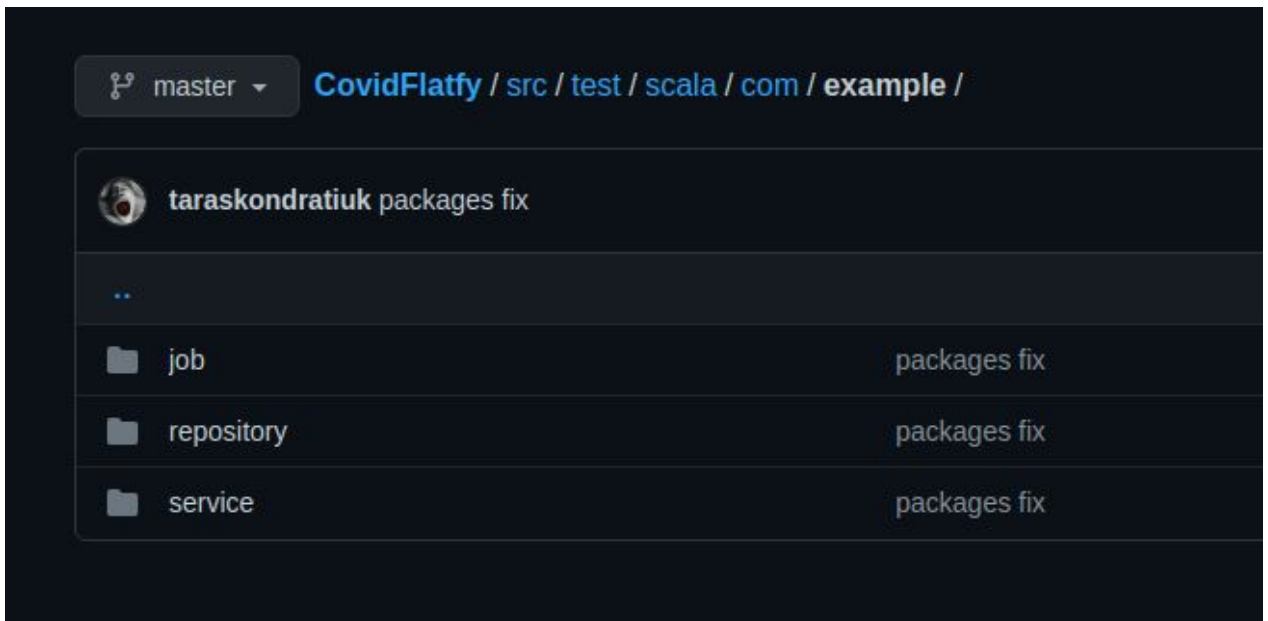 master CovidFlatfy / src / test / scala / com / example /
taraskondratiuk packages fix
..
job packages fix
repository packages fix
service packages fix